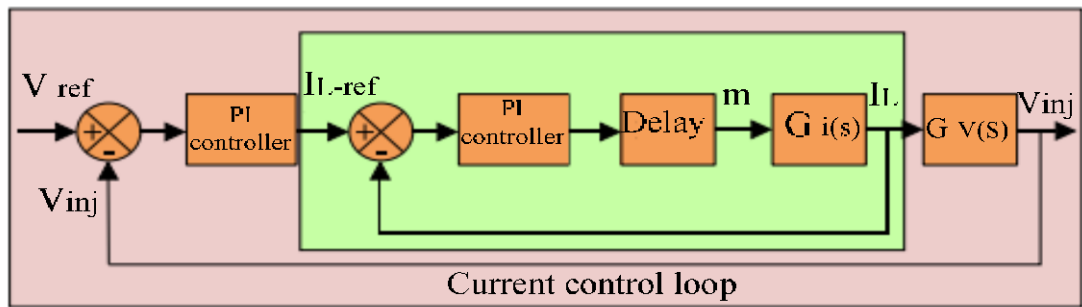 V ref
+
-
Vinj
PI
controller
IL-ref
+
-
PI
controller
Delay
m
G i(s)
IL
G V(S)
Vinj
Current control loop